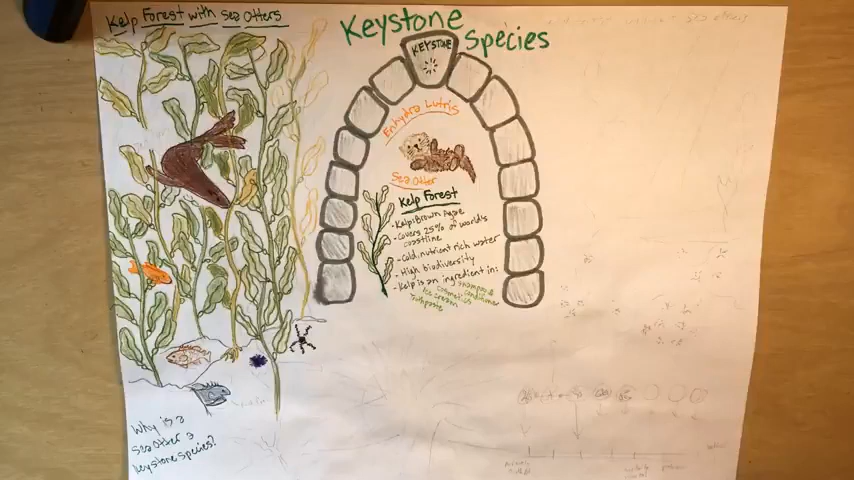 Kelp Forest with Sea Otters
Keystone
Species
KEYSTONE
Enhydra Lutris
Sea Otter
Kelp Forest
- Kelp: Brown Algae
- Covers 25% of world's
coastline
- Cold, nutrient rich water
- High biodiversity
- Kelp is an ingredient in:
shampoo &
conditioner
cosmetics
Ice cream
Toothpaste
Why is a
Sea Otter a
Keystone species?